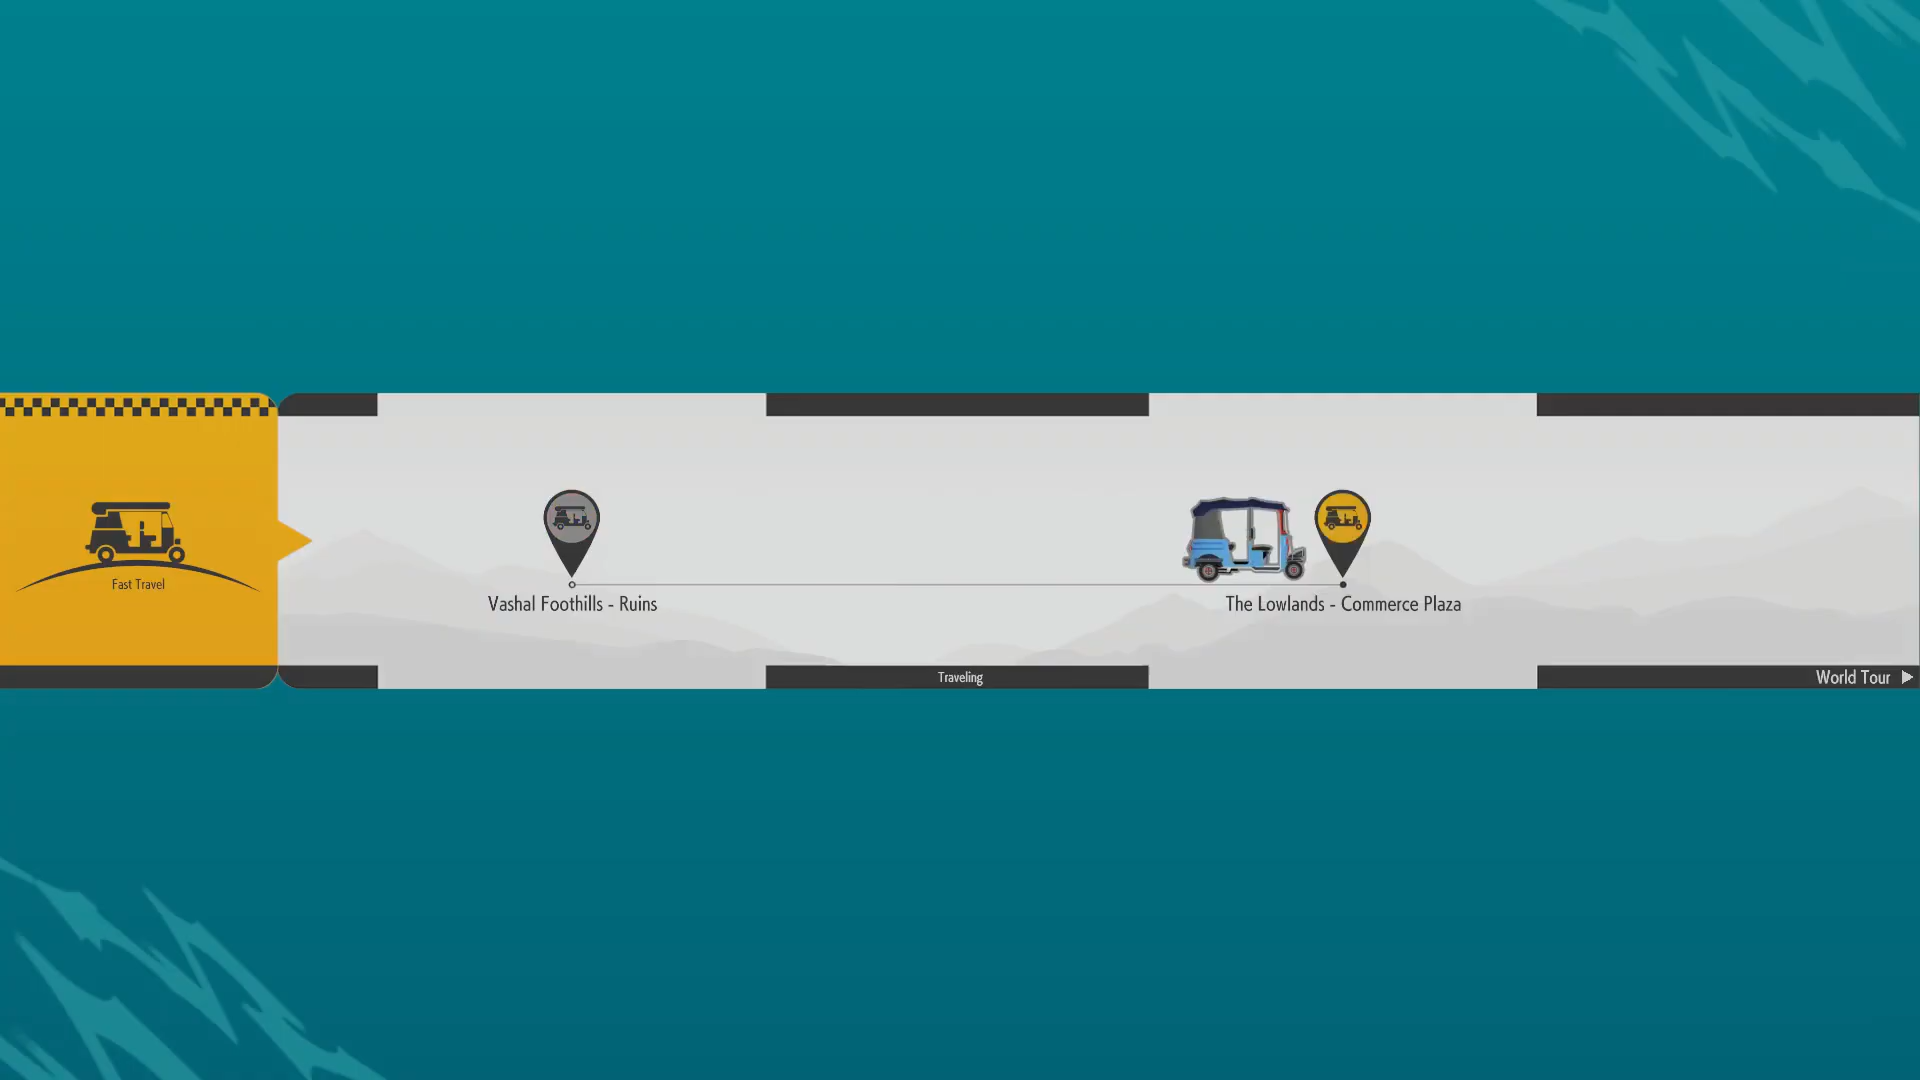 Fast Travel
Vashal Foothills - Ruins
The Lowlands - Commerce Plaza
Traveling
World Tour